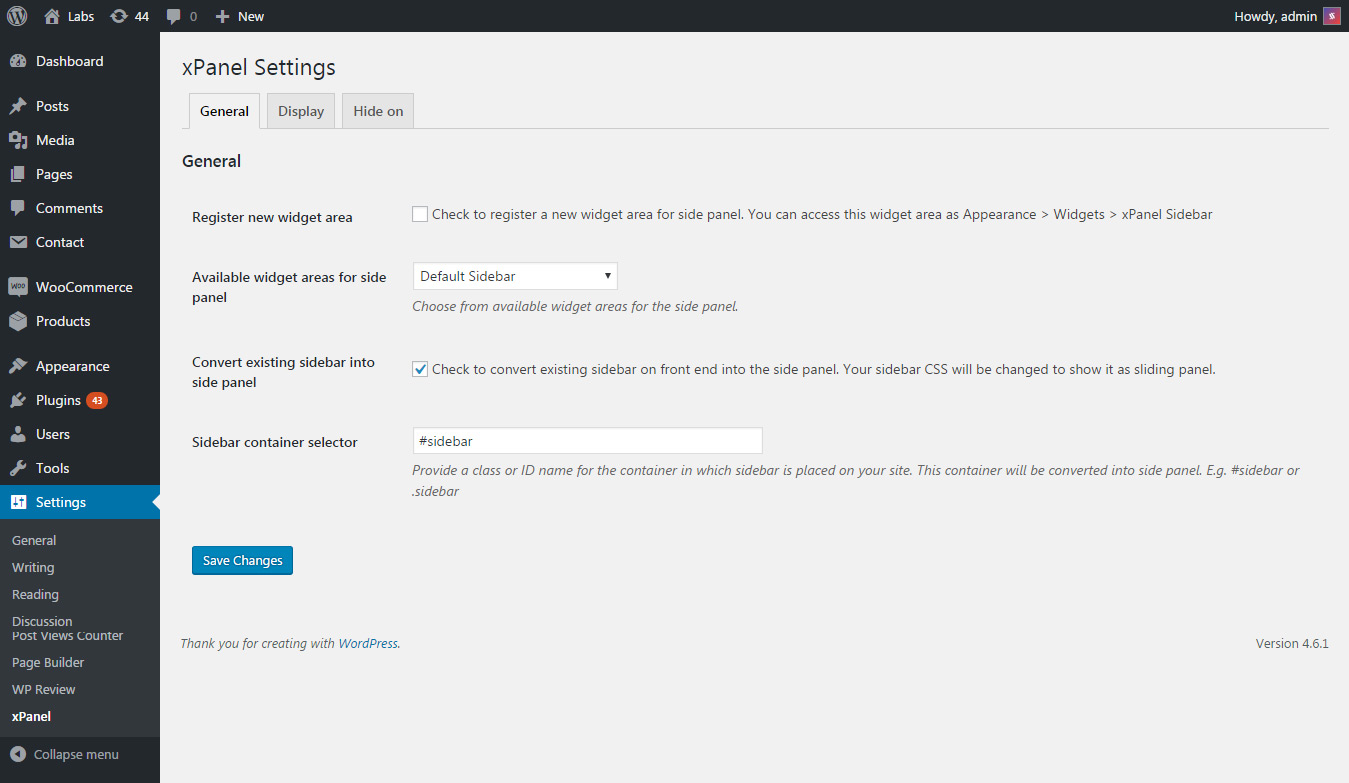 Labs 44 0 New Howdy, admin
Dashboard
Posts
Media
Pages
Comments
Contact
WOO WooCommerce
Products
Appearance
Plugins 43
Users
Tools
Settings
General
Writing
Reading
Discussion
Post Views Counter
Page Builder
WP Review
xPanel
Collapse menu
xPanel Settings
General Display Hide on
General
Register new widget area
Check to register a new widget area for side panel. You can access this widget area as Appearance > Widgets > xPanel Sidebar
Available widget areas for side
panel
Default Sidebar
Choose from available widget areas for the side panel.
Convert existing sidebar into
side panel
Check to convert existing sidebar on front end into the side panel. Your sidebar CSS will be changed to show it as sliding panel.
Sidebar container selector
#sidebar
Provide a class or ID name for the container in which sidebar is placed on your site. This container will be converted into side panel. E.g. #sidebar or
.sidebar
Save Changes
Thank you for creating with WordPress.
Version 4.6.1